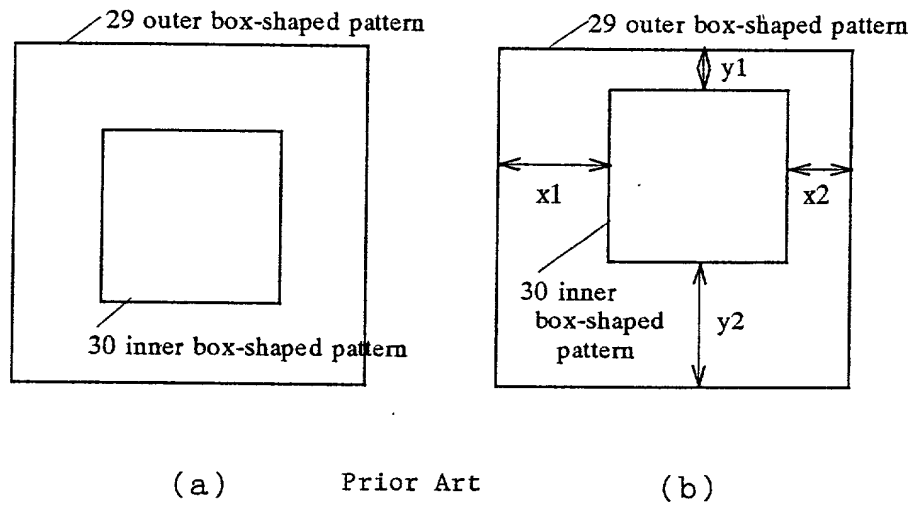 29 outer box-shaped pattern
30 inner box-shaped pattern
(a)
29 outer box-shaped pattern
y1
x1
x2
30 inner
box-shaped
pattern
y2
(b)
Prior Art